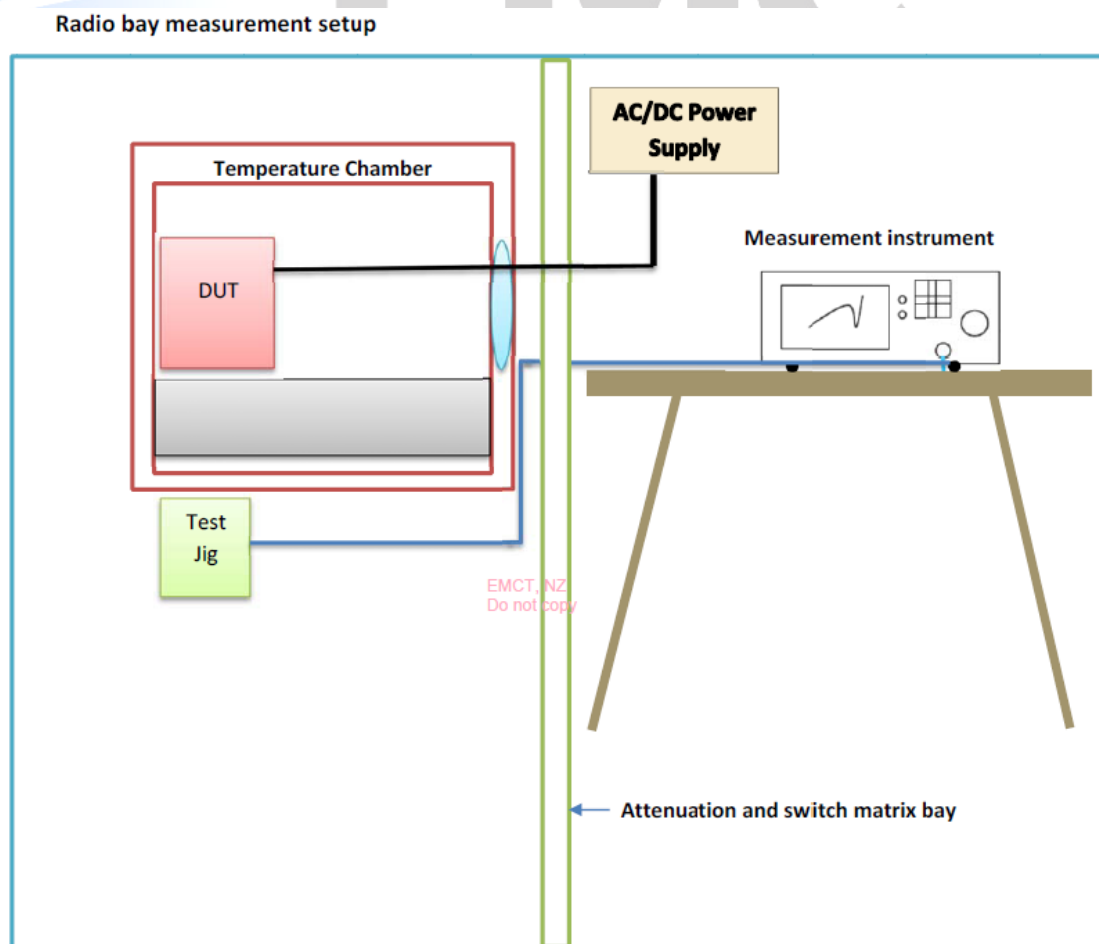 Radio bay measurement setup
AC/DC Power
Supply
Temperature Chamber
Measurement instrument
DUT
Test
Jig
EMCT, NZ
Do not copy
Attenuation and switch matrix bay